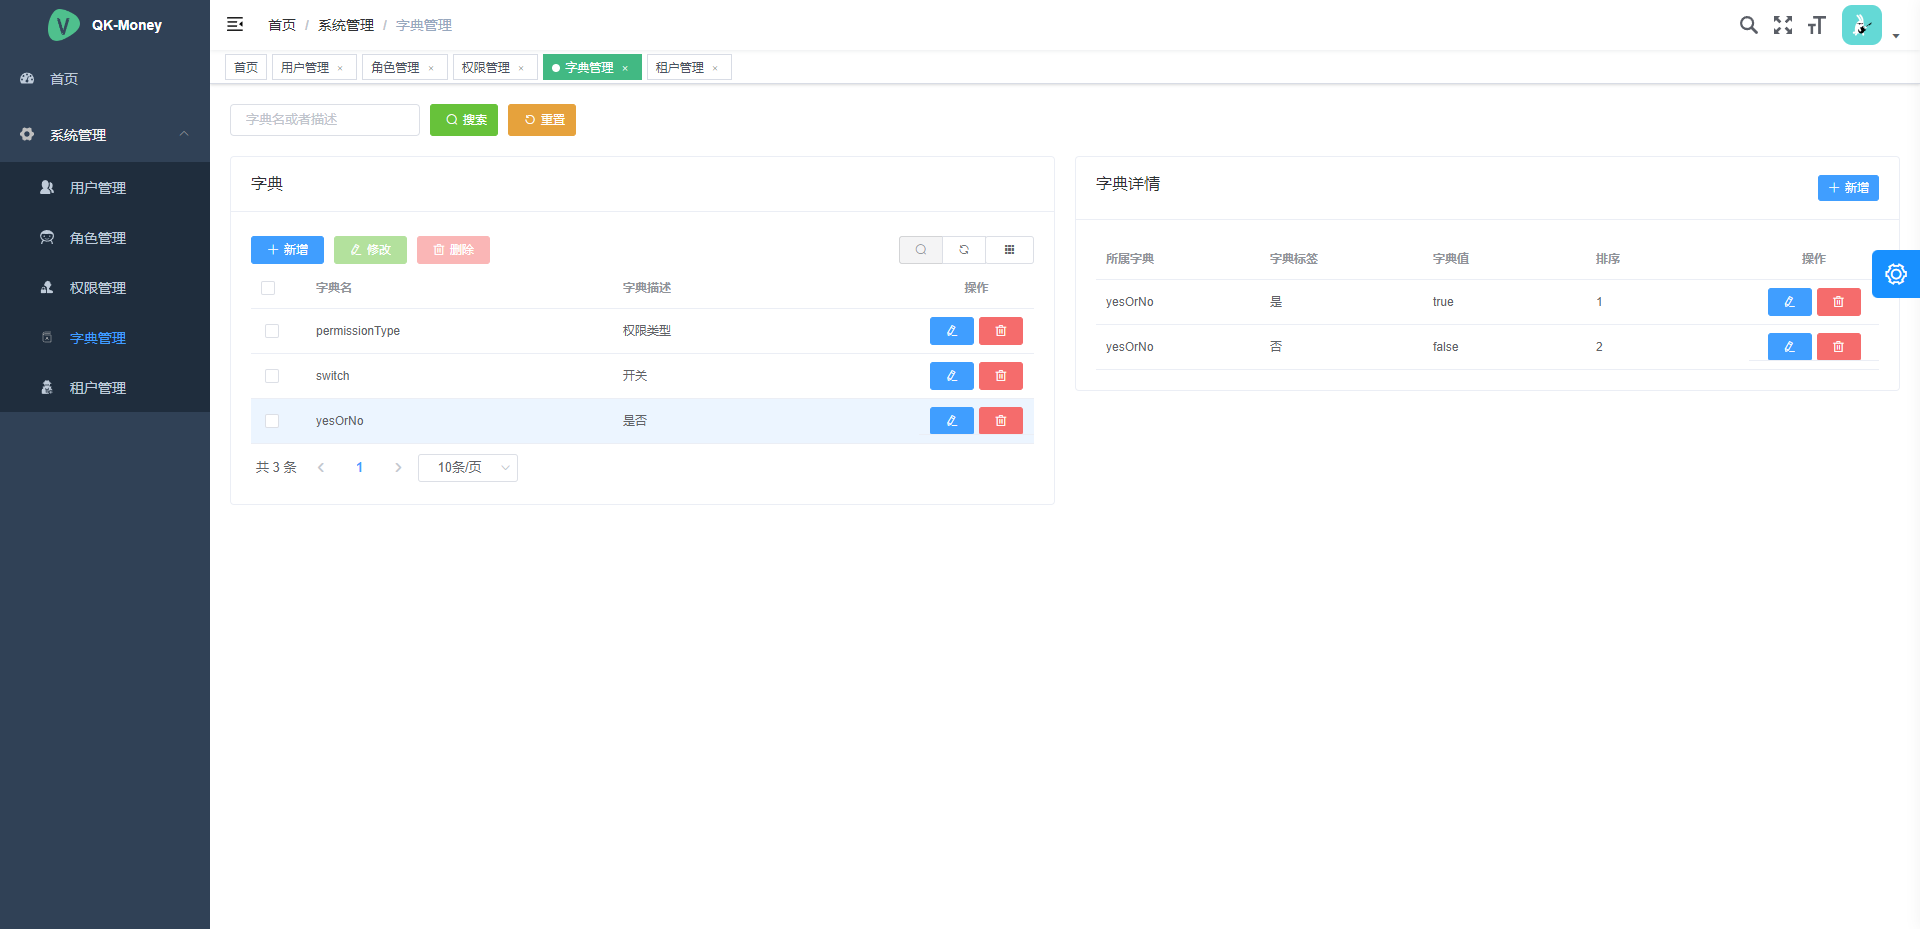 QK-Money
首页
系统管理
用户管理
角色管理
权限管理
字典管理
租户管理
首页 / 系统管理 / 字典管理
首页 用户管理 × 角色管理 × 权限管理 × 字典管理 × 租户管理 ×
字典名或者描述 搜索 重置
字典
新增 修改 删除
字典名 字典描述 操作
permissionType 权限类型
switch 开关
yesOrNo 是否
共 3 条 1 10条/页
字典详情 新增
所属字典 字典标签 字典值 排序 操作
yesOrNo 是 true 1
yesOrNo 否 false 2